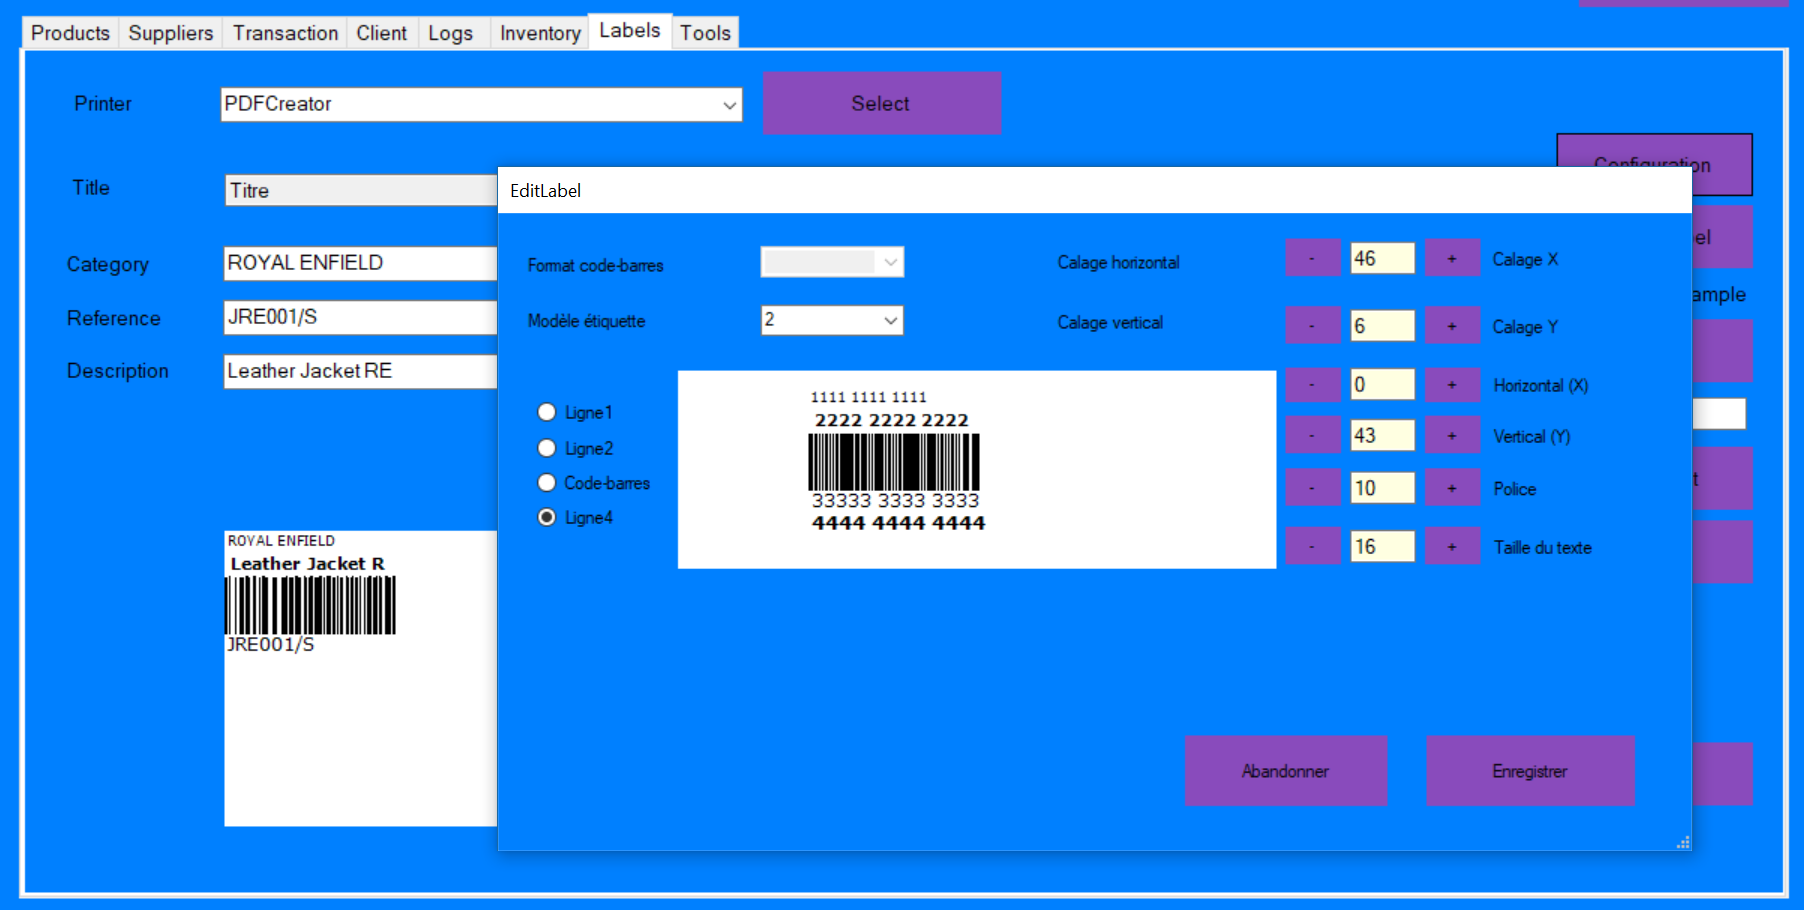 Products Suppliers Transaction Client Logs Inventory Labels Tools
Printer PDFCreator Select
Configuration
Title Titre
Category ROYAL ENFIELD
Reference JRE001/S
Description Leather Jacket RE
ROYAL ENFIELD
Leather Jacket R
JRE001/S
EditLabel
Format code-barres
Modèle étiquette 2
Calage horizontal - 46 + Calage X
Calage vertical - 6 + Calage Y
- 0 + Horizontal (X)
- 43 + Vertical (Y)
- 10 + Police
- 16 + Taille du texte
Ligne1
Ligne2
Code-barres
Ligne4
1111 1111 1111
2222 2222 2222
33333 3333 3333
4444 4444 4444
Abandonner Enregistrer